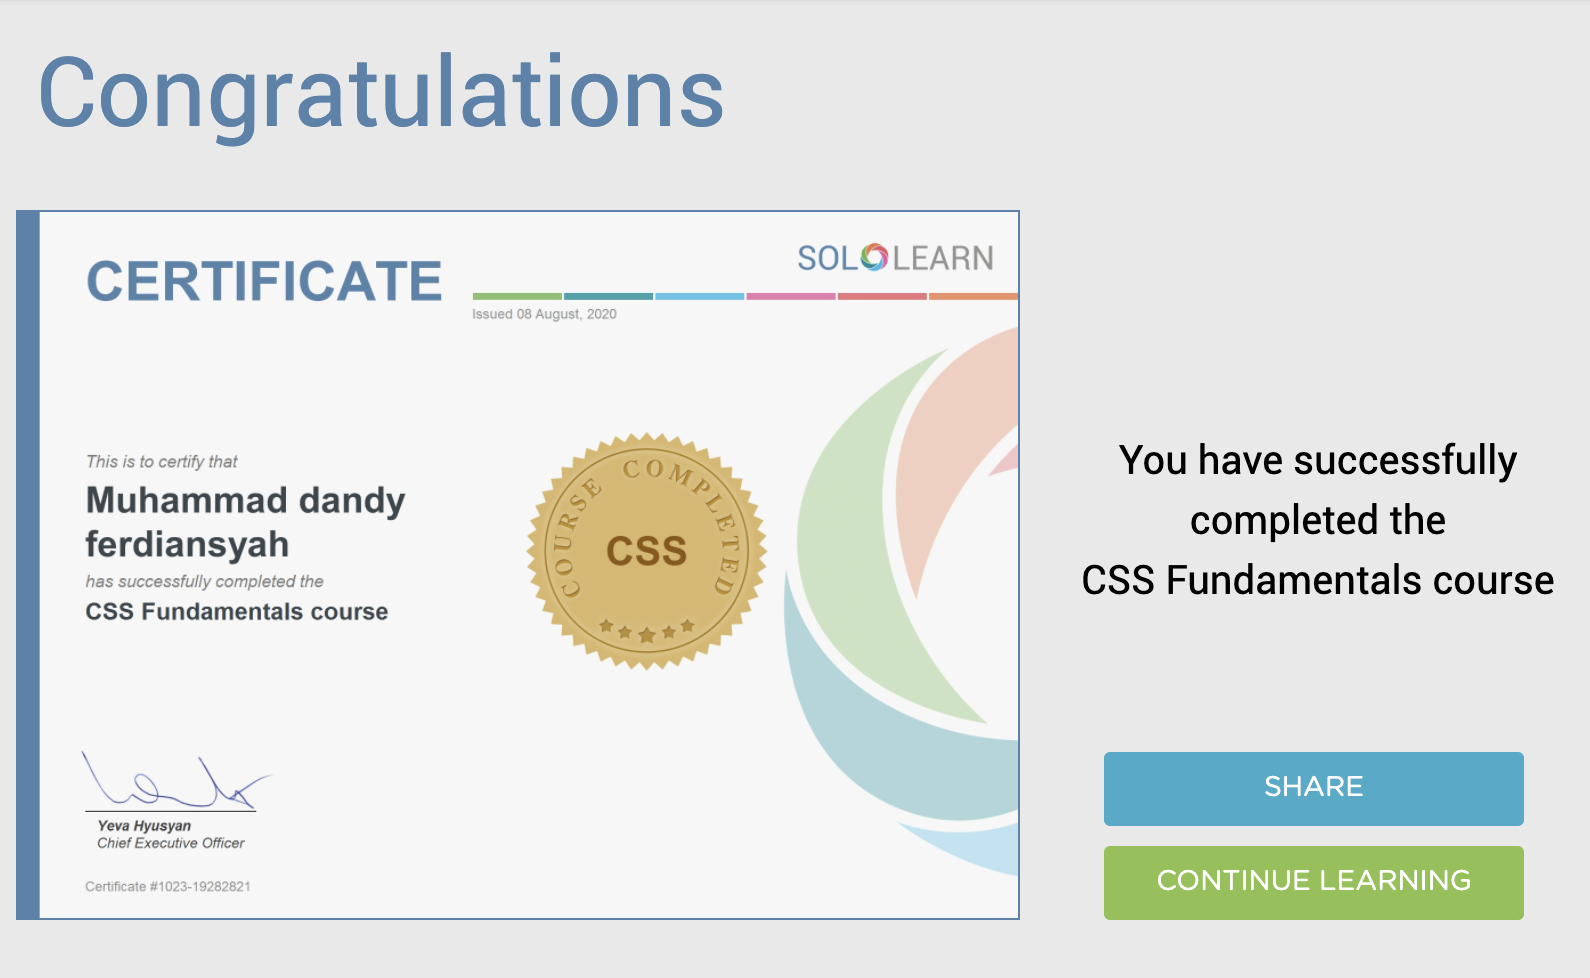 Congratulations
CERTIFICATE
SOLOLEARN
Issued 08 August, 2020
This is to certify that
Muhammad dandy
ferdiansyah
has successfully completed the
CSS Fundamentals course
COURSE COMPLETED
CSS
Yeva Hyusyan
Chief Executive Officer
Certificate #1023-19282821
You have successfully
completed the
CSS Fundamentals course
SHARE
CONTINUE LEARNING